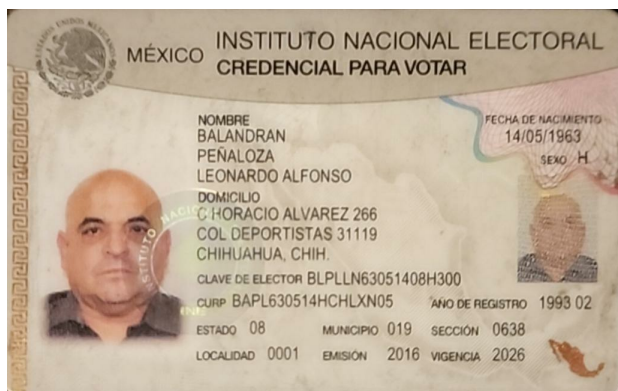 MÉXICO INSTITUTO NACIONAL ELECTORAL
CREDENCIAL PARA VOTAR
NOMBRE
BALANDRAN
PEÑALOZA
LEONARDO ALFONSO
FECHA DE NACIMIENTO
14/05/1963
SEXO H
DOMICILIO
C HORACIO ALVAREZ 266
COL DEPORTISTAS 31119
CHIHUAHUA, CHIH.
CLAVE DE ELECTOR BLPLLN63051408H300
CURP BAPL630514HCHLXN05 AÑO DE REGISTRO 1993 02
ESTADO 08 MUNICIPIO 019 SECCIÓN 0638
LOCALIDAD 0001 EMISIÓN 2016 VIGENCIA 2026